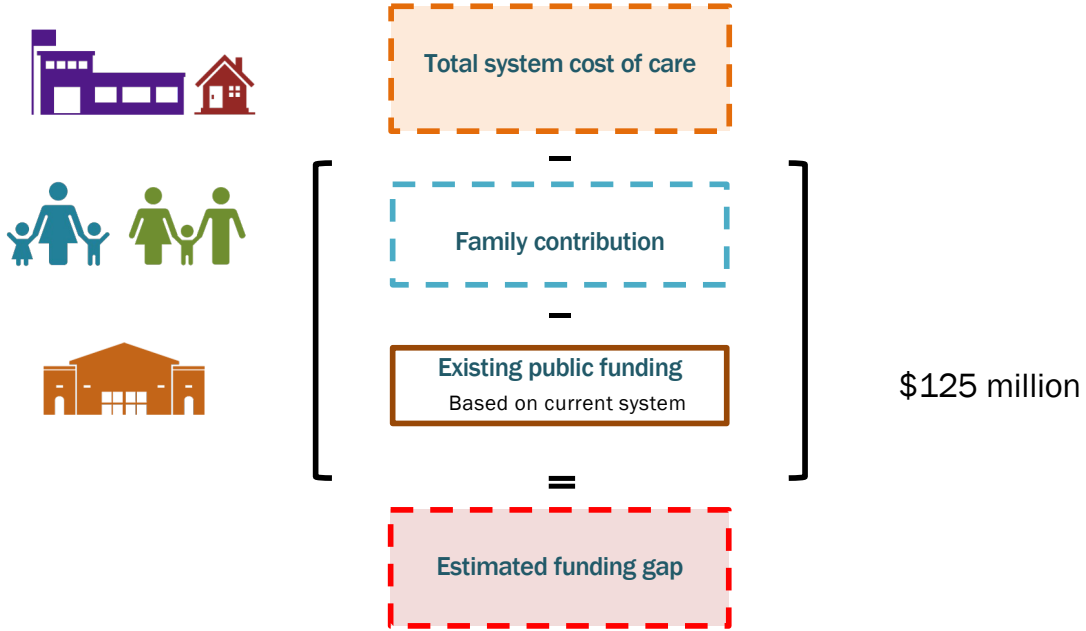 Total system cost of care
–
Family contribution
–
Existing public funding
Based on current system
$125 million
=
Estimated funding gap